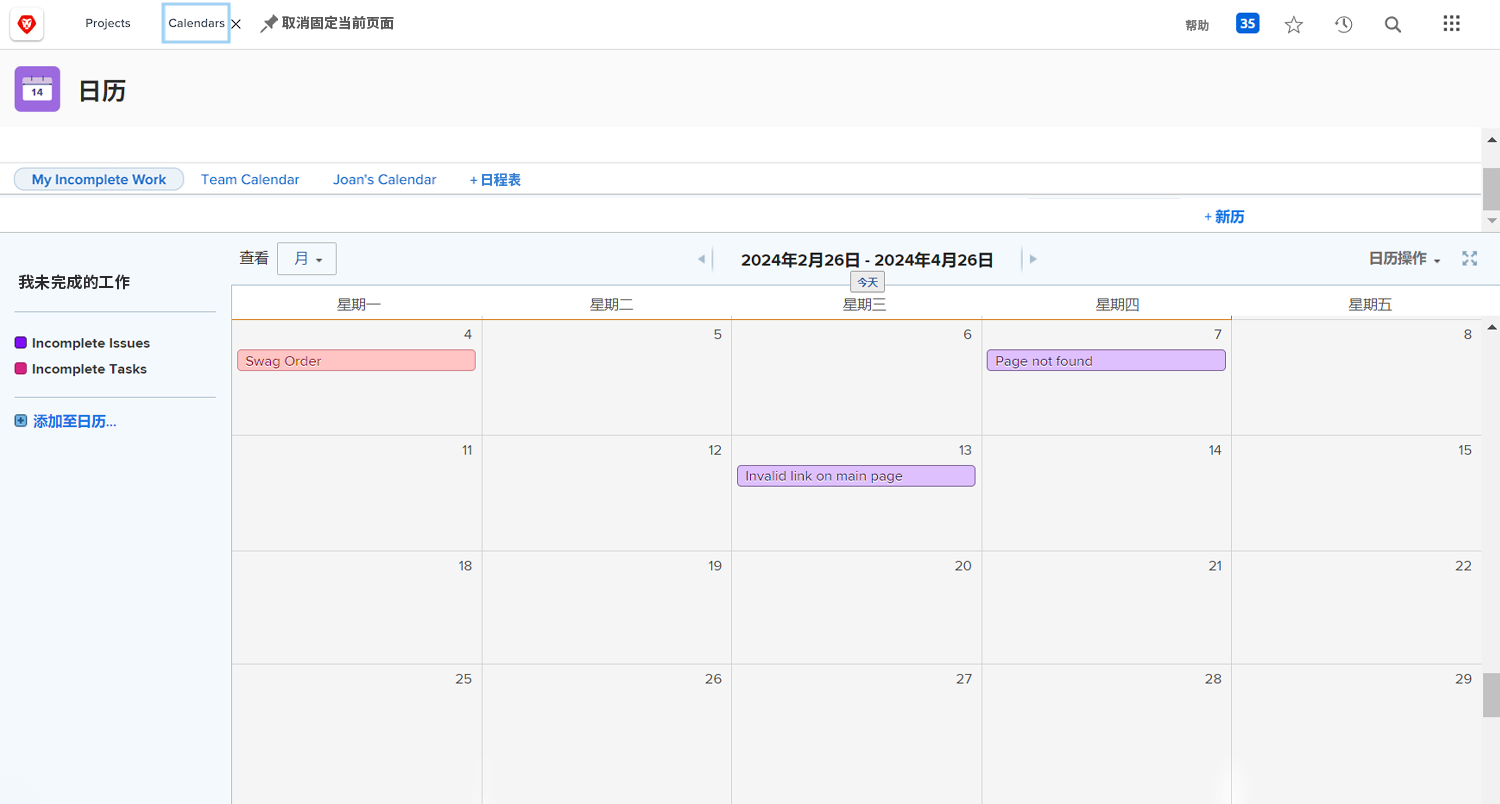 Projects
Calendars
取消固定当前页面
帮助
35
14
日历
My Incomplete Work
Team Calendar
Joan's Calendar
+ 日程表
+ 新历
查看
月
2024年2月26日 - 2024年4月26日
日历操作
今天
我未完成的工作
Incomplete Issues
Incomplete Tasks
添加至日历...
星期一
星期二
星期三
星期四
星期五
4
5
6
7
8
Swag Order
Page not found
11
12
13
14
15
Invalid link on main page
18
19
20
21
22
25
26
27
28
29